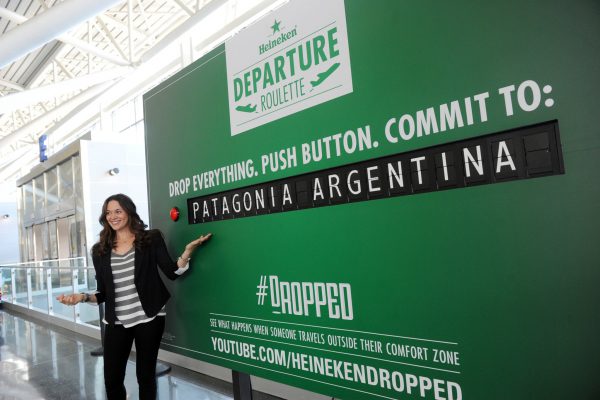 Heineken
DEPARTURE
ROULETTE
DROP EVERYTHING. PUSH BUTTON. COMMIT TO:
PATAGONIA ARGENTINA
#DROPPED
SEE WHAT HAPPENS WHEN SOMEONE TRAVELS OUTSIDE THEIR COMFORT ZONE
YOUTUBE.COM/HEINEKENDROPPED